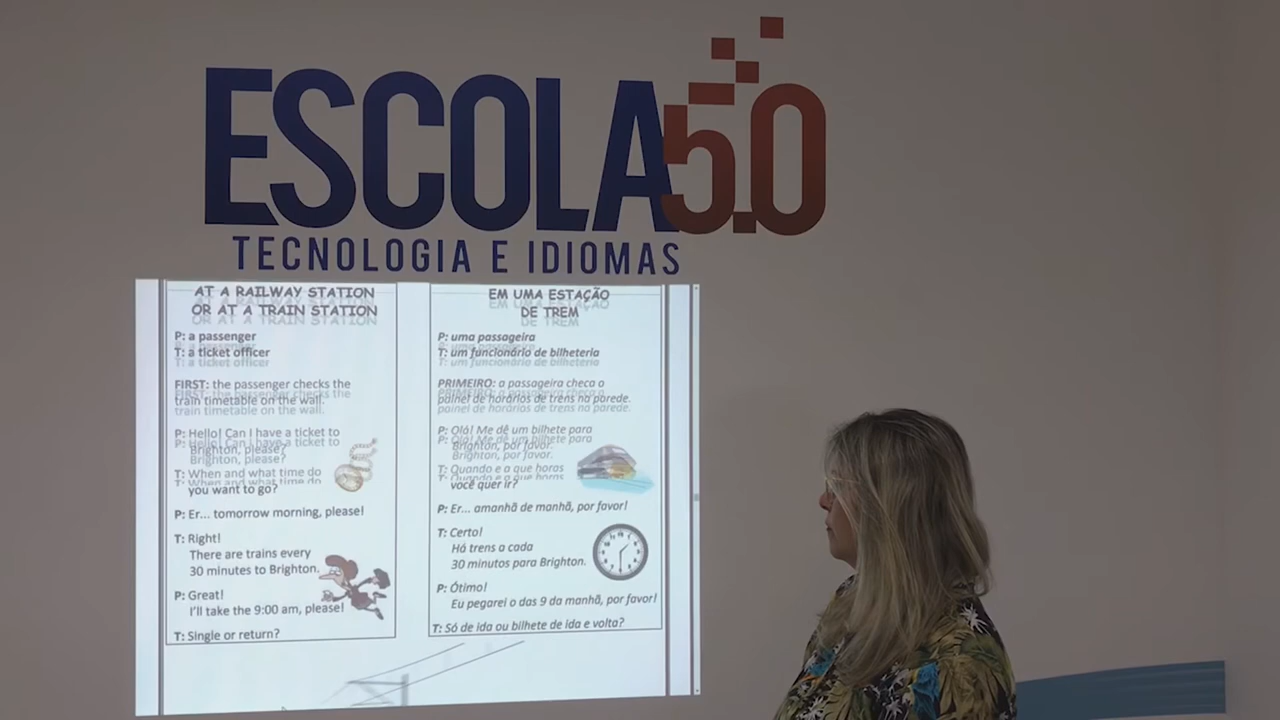 ESCOLA 5.0
TECNOLOGIA E IDIOMAS
AT A RAILWAY STATION
OR AT A TRAIN STATION
P: a passenger
T: a ticket officer
FIRST: the passenger checks the
train timetable on the wall.
P: Hello! Can I have a ticket to
Brighton, please?
T: When and what time do
you want to go?
P: Er... tomorrow morning, please!
T: Right!
There are trains every
30 minutes to Brighton.
P: Great!
I'll take the 9:00 am, please!
T: Single or return?
EM UMA ESTAÇÃO
DE TREM
P: uma passageira
T: um funcionário de bilheteria
PRIMEIRO: a passageira checa o
painel de horários de trens na parede.
P: Olá! Me dê um bilhete para
Brighton, por favor.
T: Quando e a que horas
você quer ir?
P: Er... amanhã de manhã, por favor!
T: Certo!
Há trens a cada
30 minutos para Brighton.
P: Ótimo!
Eu pegarei o das 9 da manhã, por favor!
T: Só de ida ou bilhete de ida e volta?